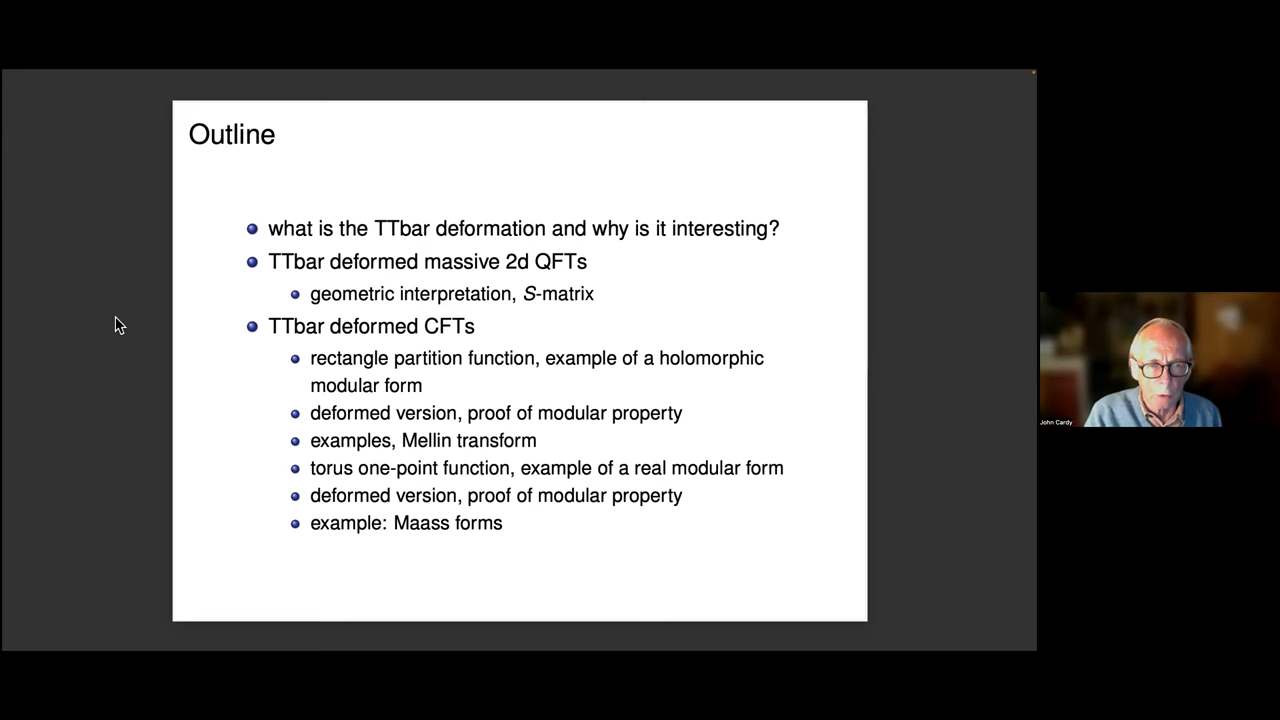 Outline
what is the TTbar deformation and why is it interesting?
TTbar deformed massive 2d QFTs
geometric interpretation, S-matrix
TTbar deformed CFTs
rectangle partition function, example of a holomorphic
modular form
deformed version, proof of modular property
examples, Mellin transform
torus one-point function, example of a real modular form
deformed version, proof of modular property
example: Maass forms
John Cardy